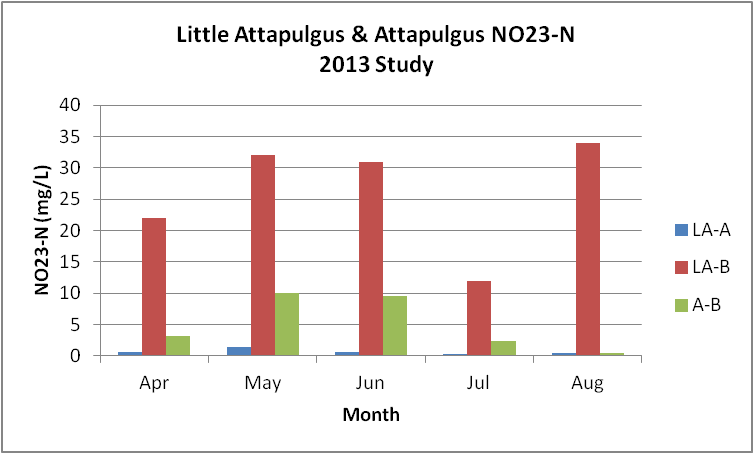 Little Attapulgus & Attapulgus NO23-N
2013 Study
NO23-N (mg/L)
40
35
30
25
20
15
10
5
0
Apr May Jun Jul Aug
Month
LA-A
LA-B
A-B